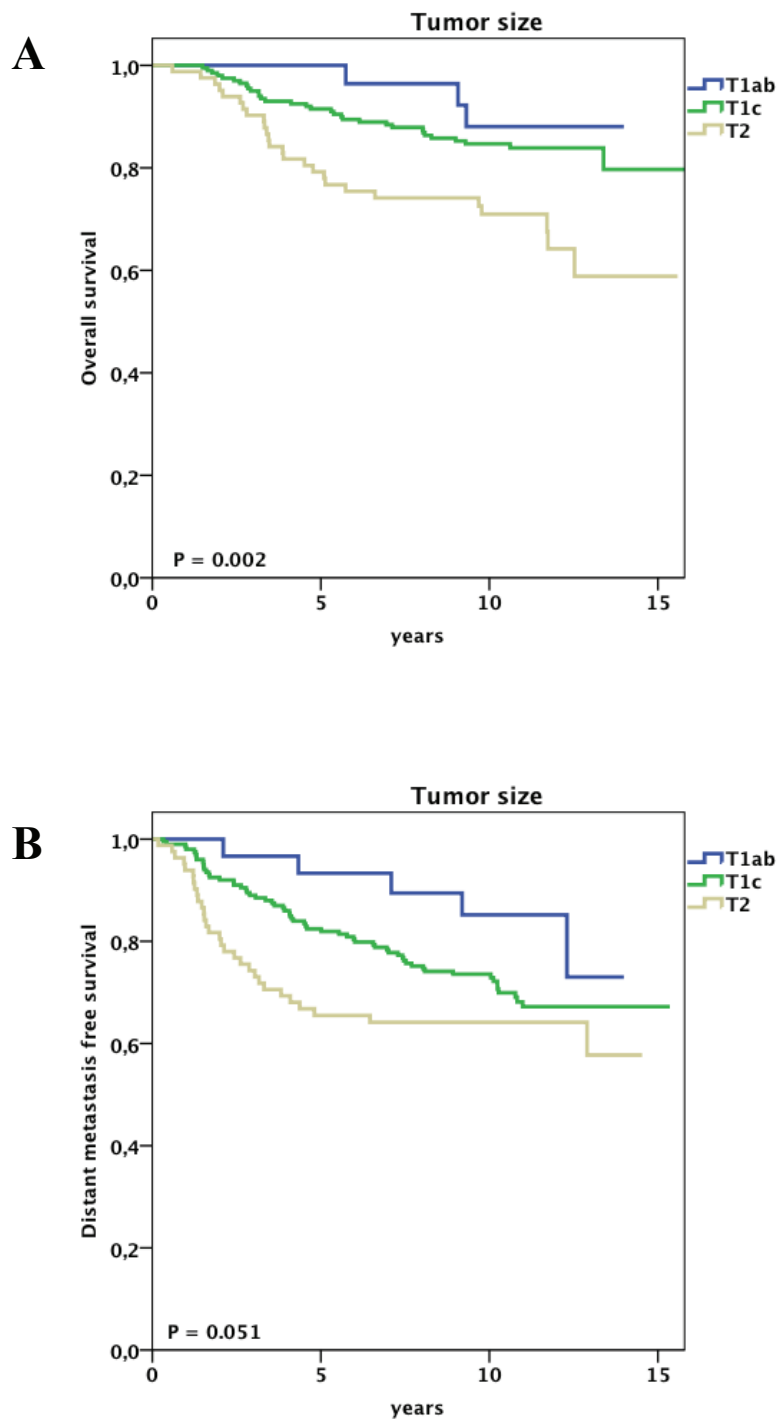 A
Tumor size
T1ab
T1c
T2
1,0
0,8
0,6
0,4
0,2
0,0
Overall survival
P = 0.002
0 5 10 15
years
B
Tumor size
T1ab
T1c
T2
1,0
0,8
0,6
0,4
0,2
0,0
Distant metastasis free survival
P = 0.051
0 5 10 15
years